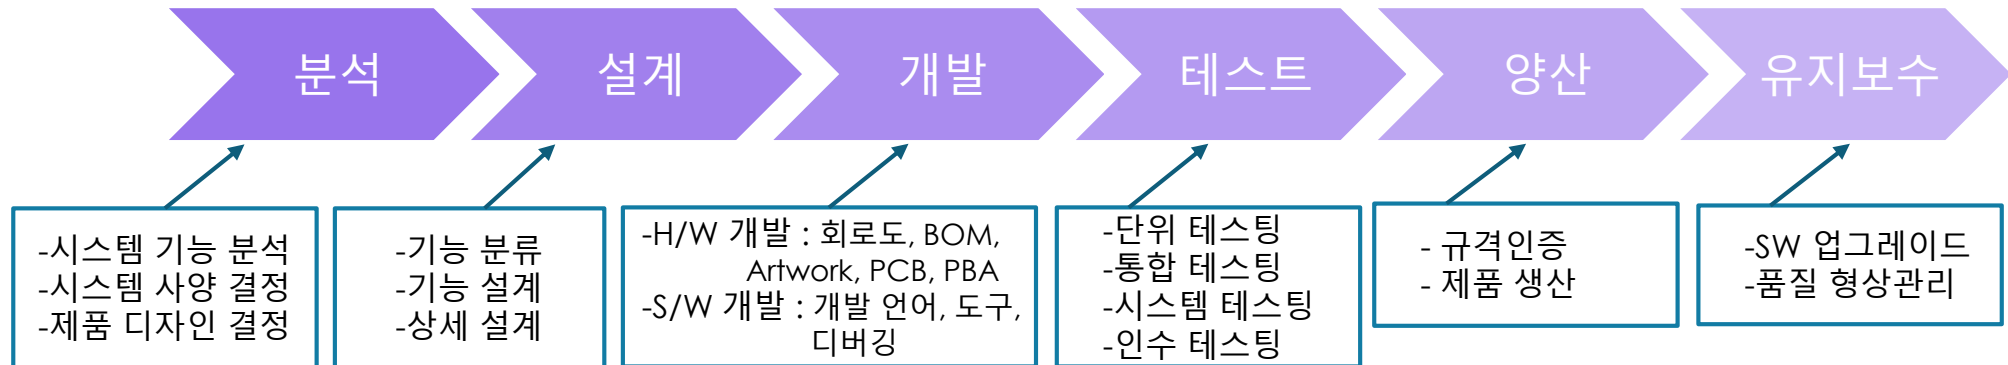 분석
설계
개발
테스트
양산
유지보수
-시스템 기능 분석
-시스템 사양 결정
-제품 디자인 결정
-기능 분류
-기능 설계
-상세 설계
-H/W 개발 : 회로도, BOM,
Artwork, PCB, PBA
-S/W 개발 : 개발 언어, 도구,
디버깅
-단위 테스팅
-통합 테스팅
-시스템 테스팅
-인수 테스팅
- 규격인증
- 제품 생산
-SW 업그레이드
-품질 형상관리